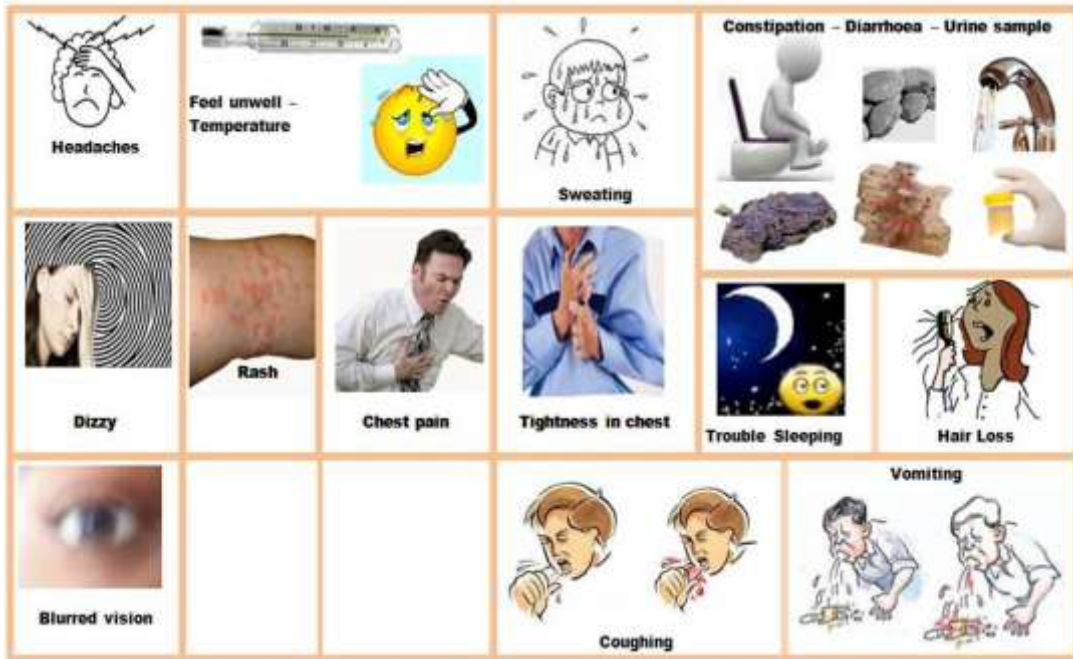 Headaches
Feel unwell –
Temperature
Sweating
Constipation – Diarrhoea – Urine sample
Dizzy
Rash
Chest pain
Tightness in chest
Trouble Sleeping
Hair Loss
Blurred vision
Coughing
Vomiting